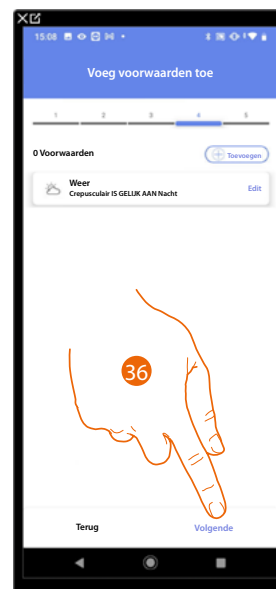 15:08
Voeg voorwaarden toe
1 2 3 4 5
0 Voorwaarden
Toevoegen
Weer
Crepusculair IS GELIJK AAN Nacht
Edit
36
Terug
Volgende